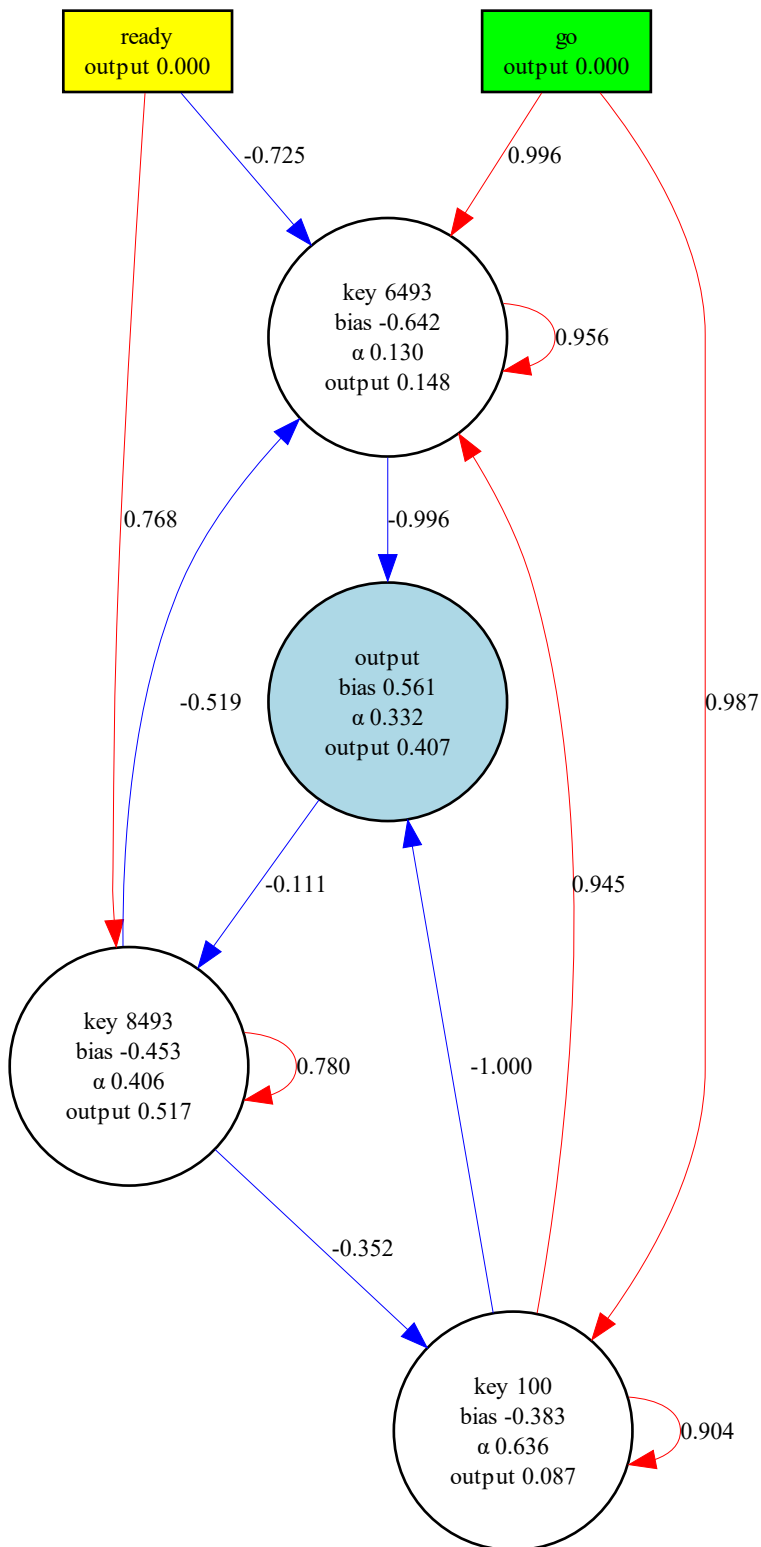 ready
output 0.000
go
output 0.000
-0.725
0.996
key 6493
bias -0.642
α 0.130
output 0.148
0.956
0.768
-0.996
-0.519
output
bias 0.561
α 0.332
output 0.407
0.987
-0.111
0.945
key 8493
bias -0.453
α 0.406
output 0.517
0.780
-1.000
-0.352
key 100
bias -0.383
α 0.636
output 0.087
0.904